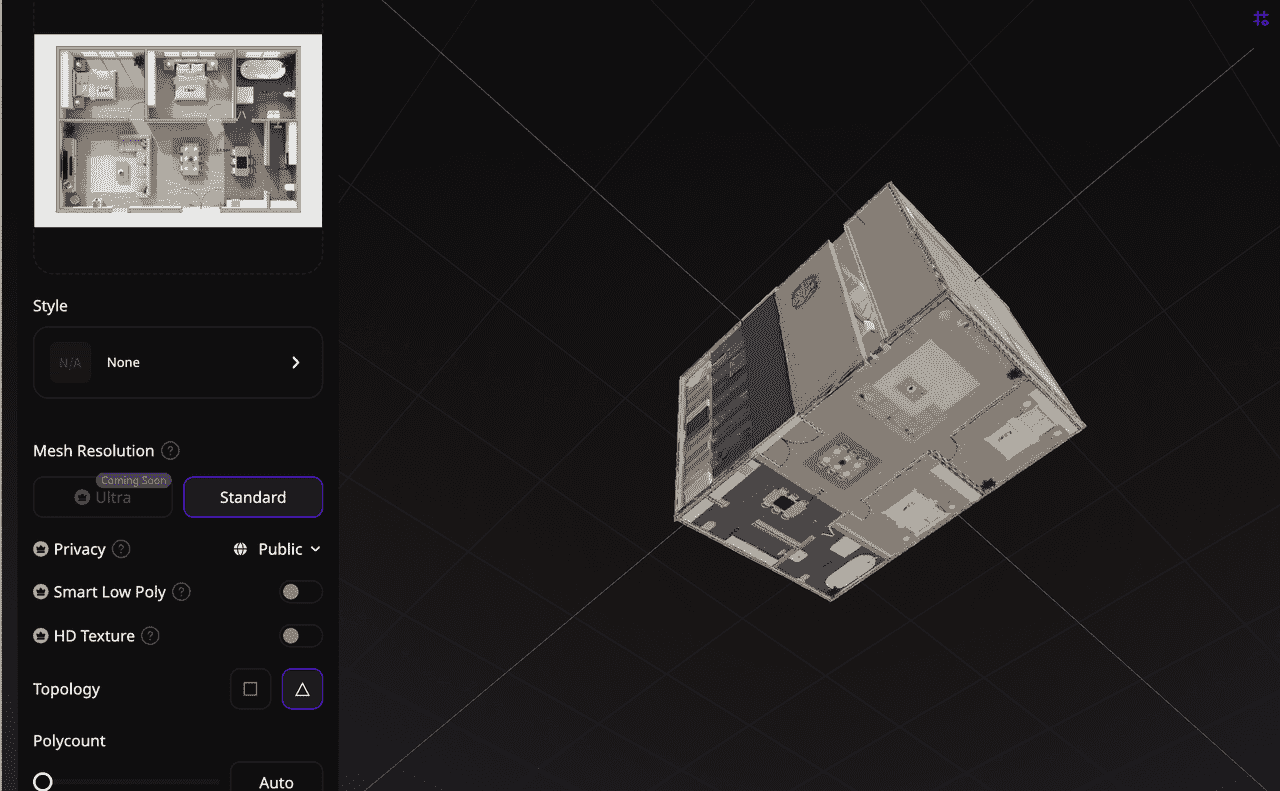 Style
N/A
None
Mesh Resolution ?
Coming Soon
Ultra
Standard
Privacy ?
Public
Smart Low Poly ?
HD Texture ?
Topology
Polycount
Auto